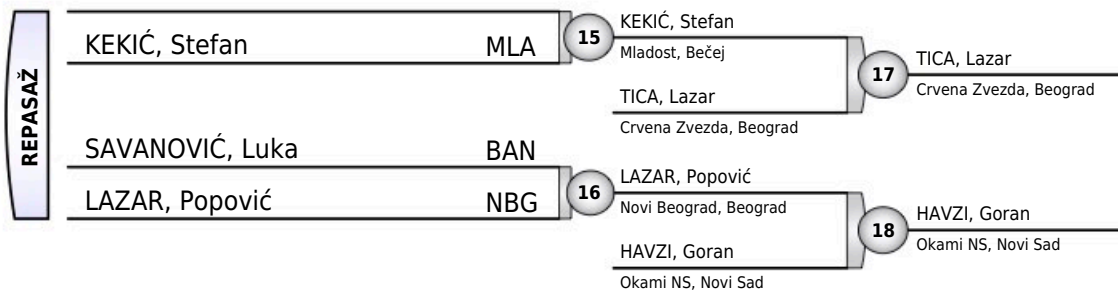 REPASAŽ
KEKIĆ, Stefan MLA
SAVANOVIĆ, Luka BAN
LAZAR, Popović NBG
15
16
KEKIĆ, Stefan
Mladost, Bečej
TICA, Lazar
Crvena Zvezda, Beograd
LAZAR, Popović
Novi Beograd, Beograd
HAVZI, Goran
Okami NS, Novi Sad
17
18
TICA, Lazar
Crvena Zvezda, Beograd
HAVZI, Goran
Okami NS, Novi Sad